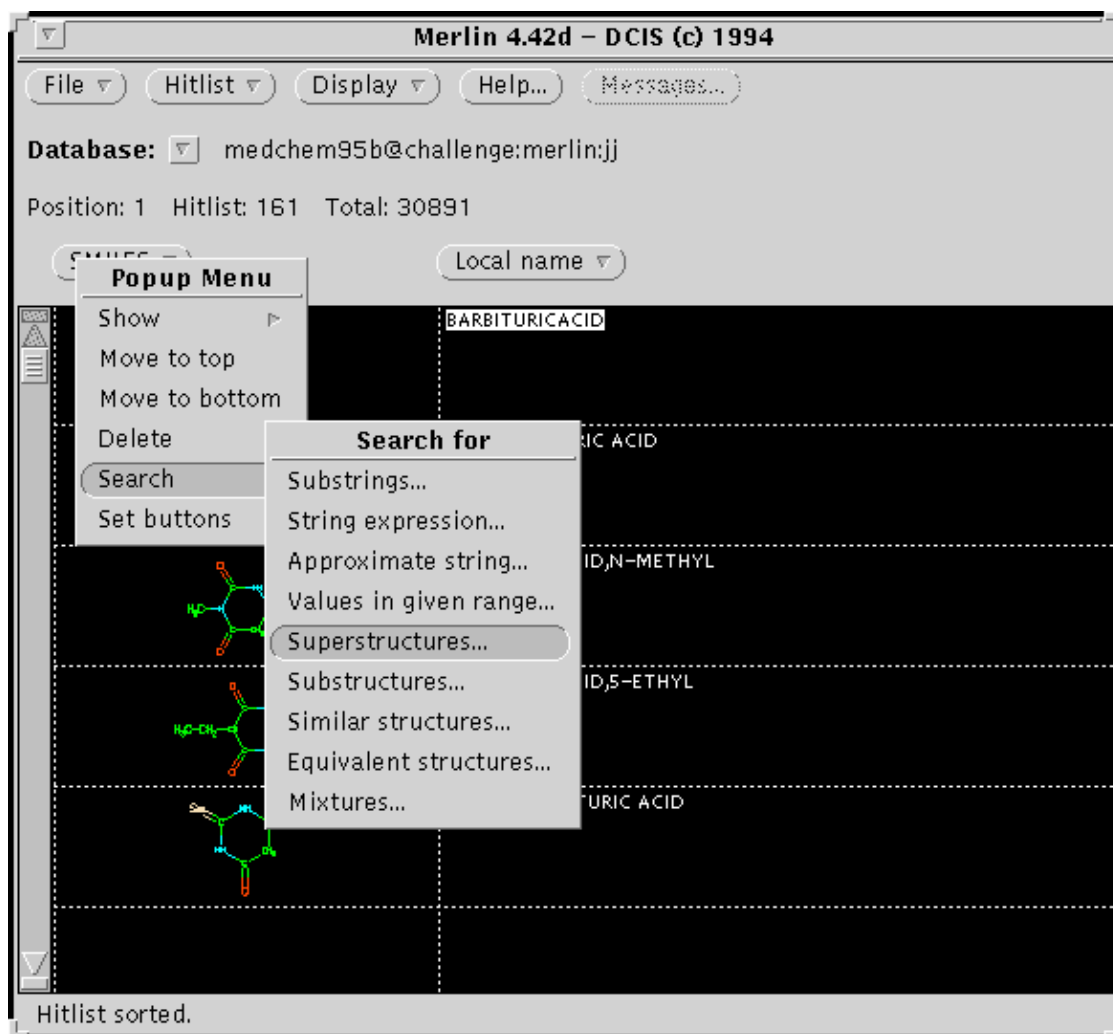 Merlin 4.42d – DCIS (c) 1994
File Hitlist Display Help... Messages...
Database: medchem95b@challenge:merlin:jj
Position: 1 Hitlist: 161 Total: 30891
SMILES Local name
Popup Menu
Show
Move to top
Move to bottom
Delete
Search
Set buttons
BARBITURICACID
Search for
Substrings...
String expression...
Approximate string...
Values in given range...
Superstructures...
Substructures...
Similar structures...
Equivalent structures...
Mixtures...
RIC ACID
ID,N-METHYL
ID,5-ETHYL
TURIC ACID
Hitlist sorted.